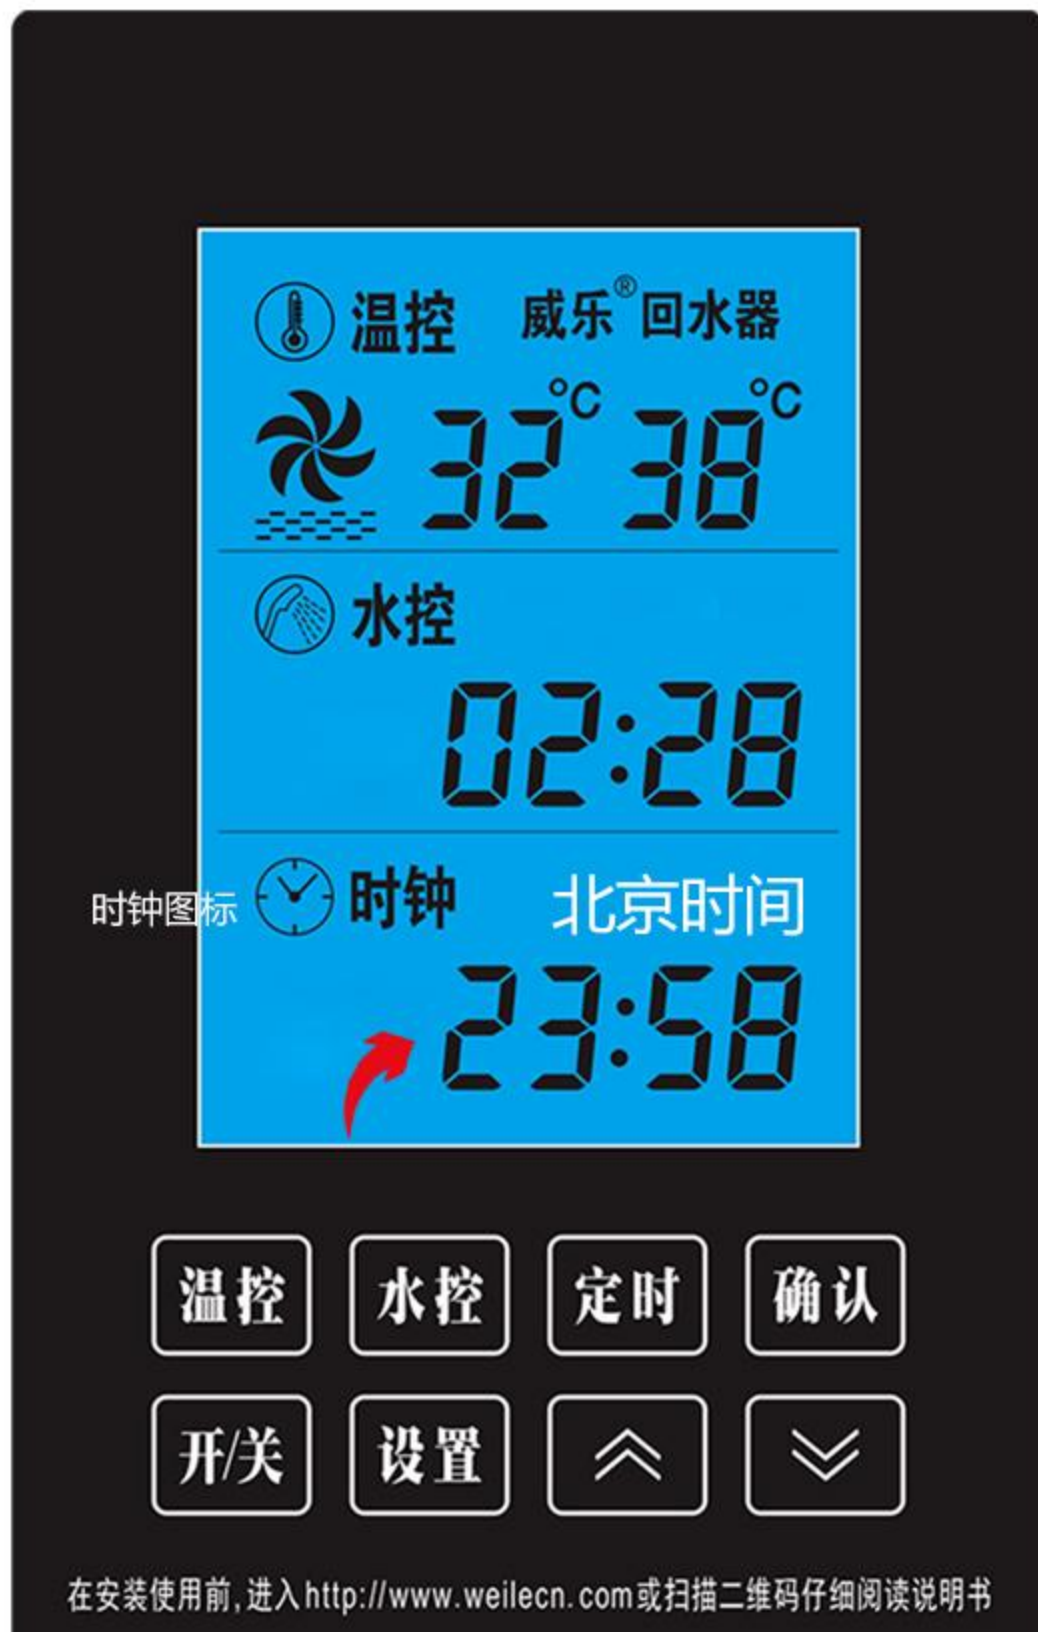 温控 威乐®回水器
32℃ 38℃
水控
02:28
时钟图标 时钟 北京时间
23:58
温控 水控 定时 确认
开/关 设置
在安装使用前,进入http://www.weilecn.com或扫描二维码仔细阅读说明书